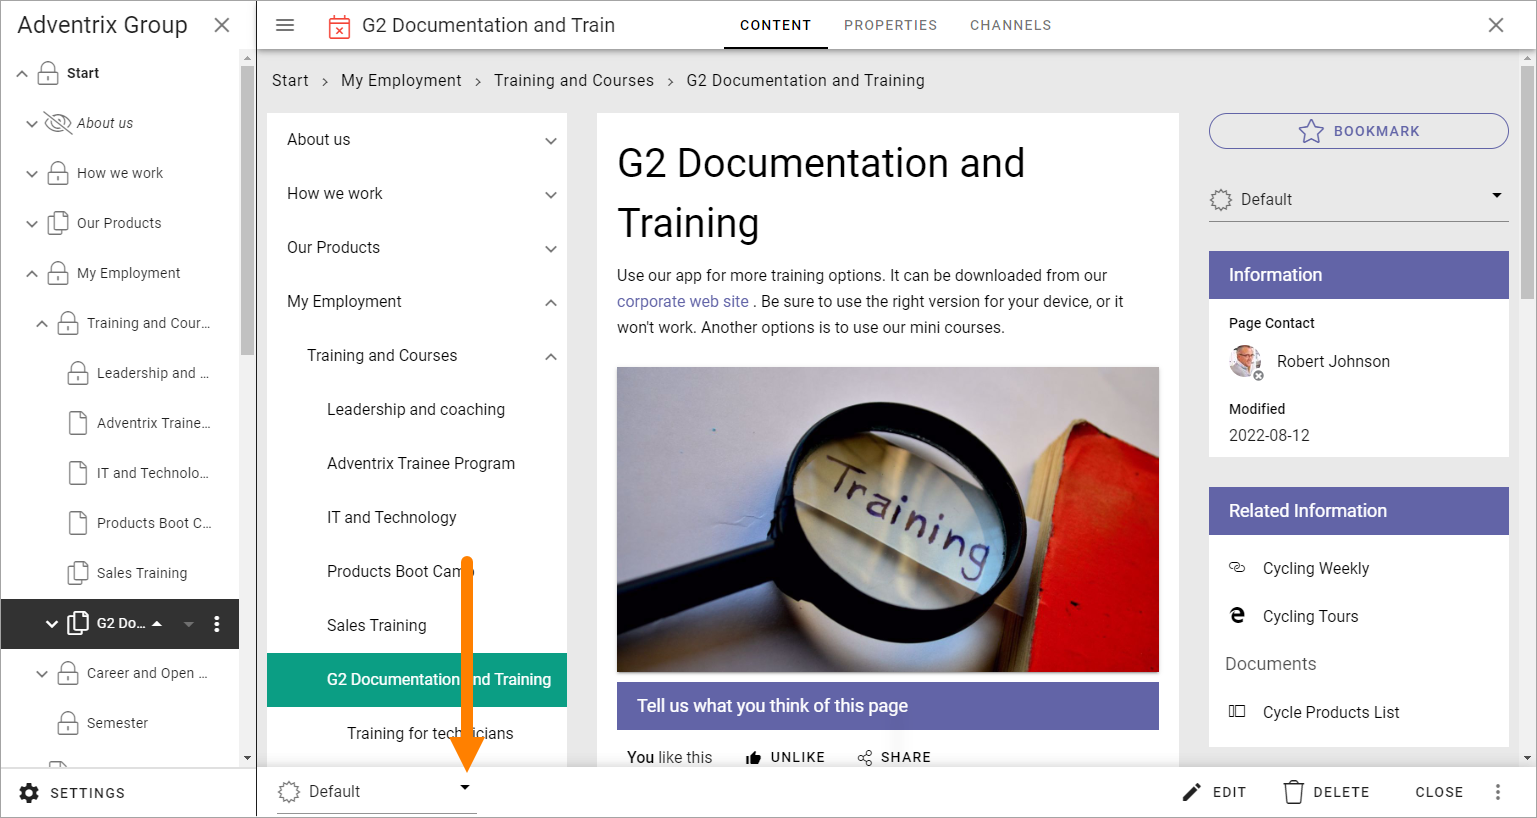 Adventrix Group
Start
About us
How we work
Our Products
My Employment
Training and Cour...
Leadership and ...
Adventrix Traine...
IT and Technolo...
Products Boot C...
Sales Training
G2 Do...
Career and Open ...
Semester
SETTINGS
G2 Documentation and Train
CONTENT
PROPERTIES
CHANNELS
Start > My Employment > Training and Courses > G2 Documentation and Training
About us
How we work
Our Products
My Employment
Training and Courses
Leadership and coaching
Adventrix Trainee Program
IT and Technology
Products Boot Camp
Sales Training
G2 Documentation and Training
Training for technicians
G2 Documentation and
Training
Use our app for more training options. It can be downloaded from our
corporate web site . Be sure to use the right version for your device, or it
won't work. Another options is to use our mini courses.
Training
Tell us what you think of this page
You like this
UNLIKE
SHARE
BOOKMARK
Default
Information
Page Contact
Robert Johnson
Modified
2022-08-12
Related Information
Cycling Weekly
Cycling Tours
Documents
Cycle Products List
Default
EDIT
DELETE
CLOSE